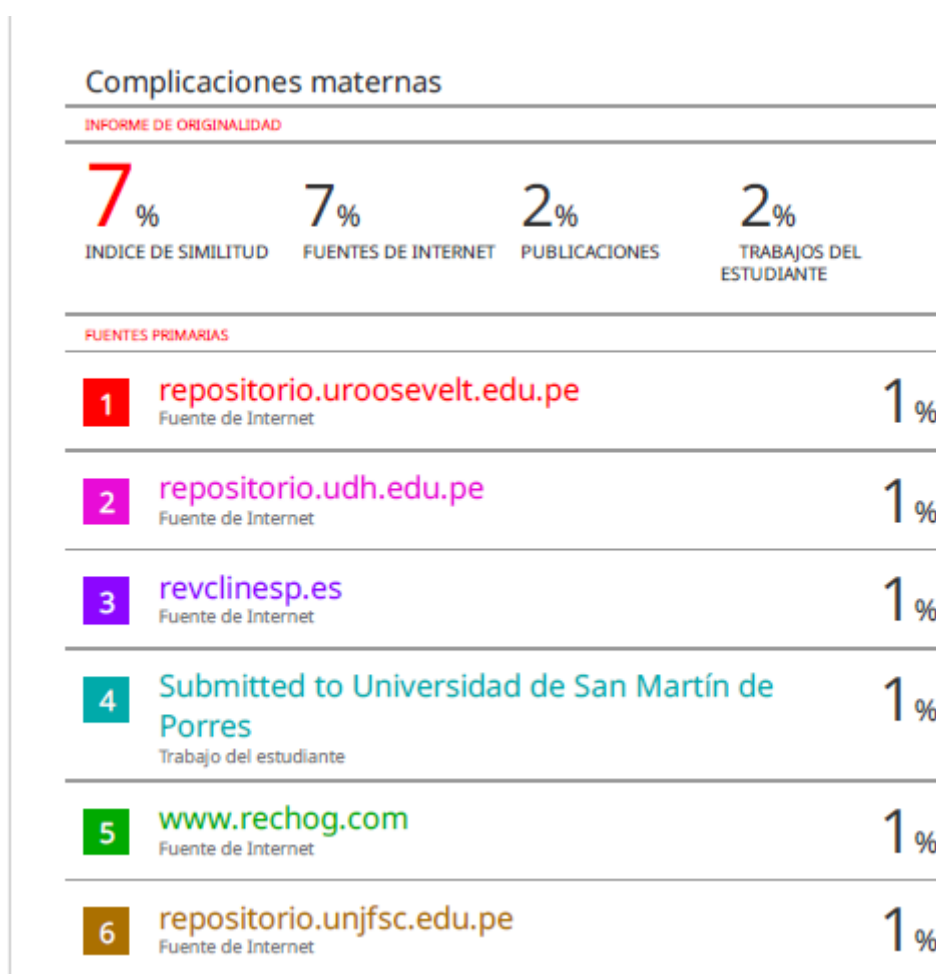 Complicaciones maternas
INFORME DE ORIGINALIDAD
7%
INDICE DE SIMILITUD
7%
FUENTES DE INTERNET
2%
PUBLICACIONES
2%
TRABAJOS DEL
ESTUDIANTE
FUENTES PRIMARIAS
1
repositorio.uroosevelt.edu.pe
Fuente de Internet
1%
2
repositorio.udh.edu.pe
Fuente de Internet
1%
3
revclinesp.es
Fuente de Internet
1%
4
Submitted to Universidad de San Martín de
Porres
Trabajo del estudiante
1%
5
www.rechog.com
Fuente de Internet
1%
6
repositorio.unjfsc.edu.pe
Fuente de Internet
1%